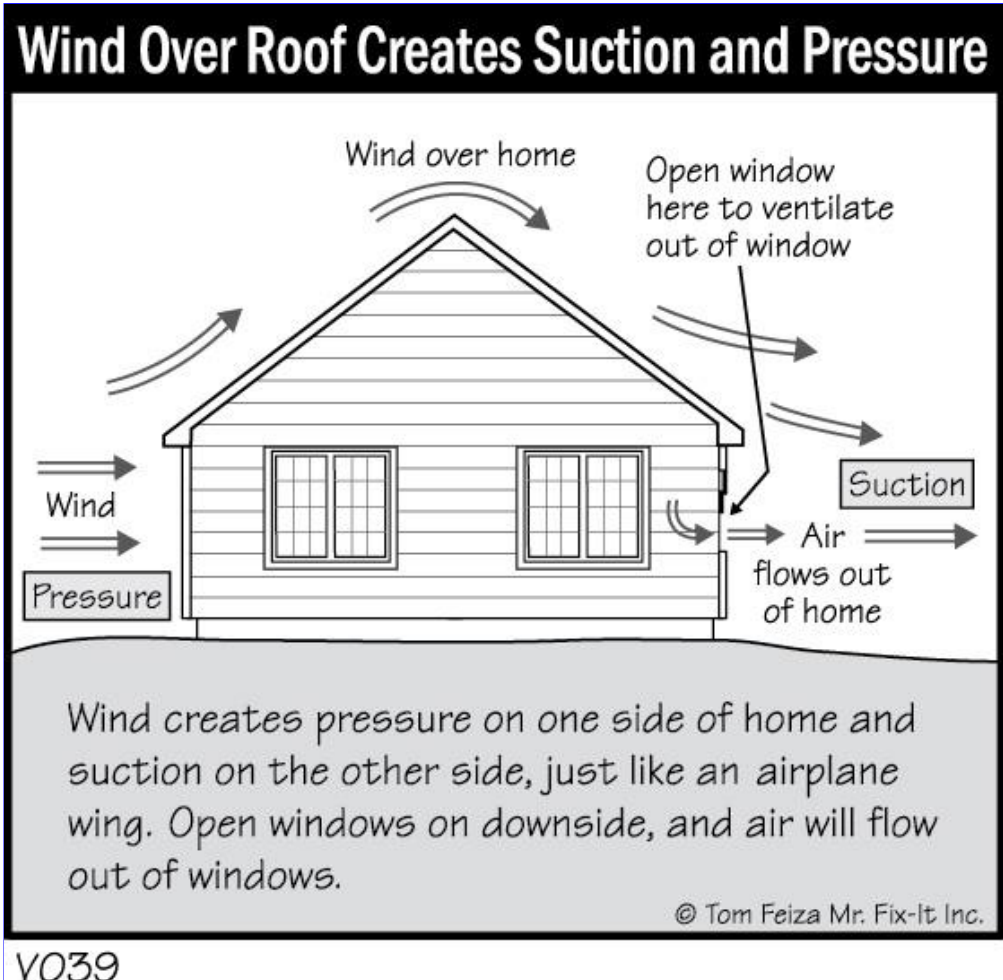 Wind Over Roof Creates Suction and Pressure
Wind over home
Open window
here to ventilate
out of window
Wind
Pressure
Suction
Air
flows out
of home
Wind creates pressure on one side of home and
suction on the other side, just like an airplane
wing. Open windows on downside, and air will flow
out of windows.
© Tom Feiza Mr. Fix-It Inc.
V039